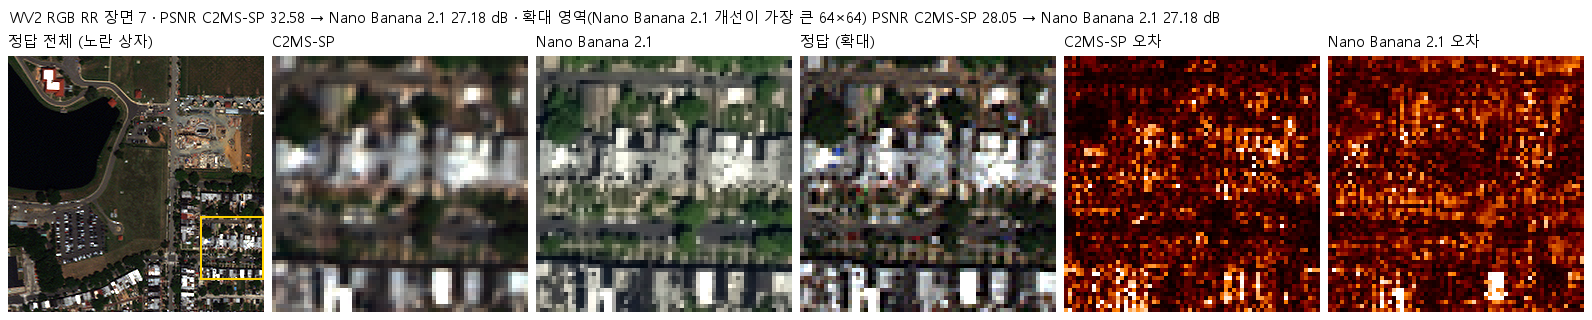 WV2 RGB RR 장면 7 · PSNR C2MS-SP 32.58 → Nano Banana 2.1 27.18 dB · 확대 영역(Nano Banana 2.1 개선이 가장 큰 64×64) PSNR C2MS-SP 28.05 → Nano Banana 2.1 27.18 dB
정답 전체 (노란 상자)
C2MS-SP
Nano Banana 2.1
정답 (확대)
C2MS-SP 오차
Nano Banana 2.1 오차